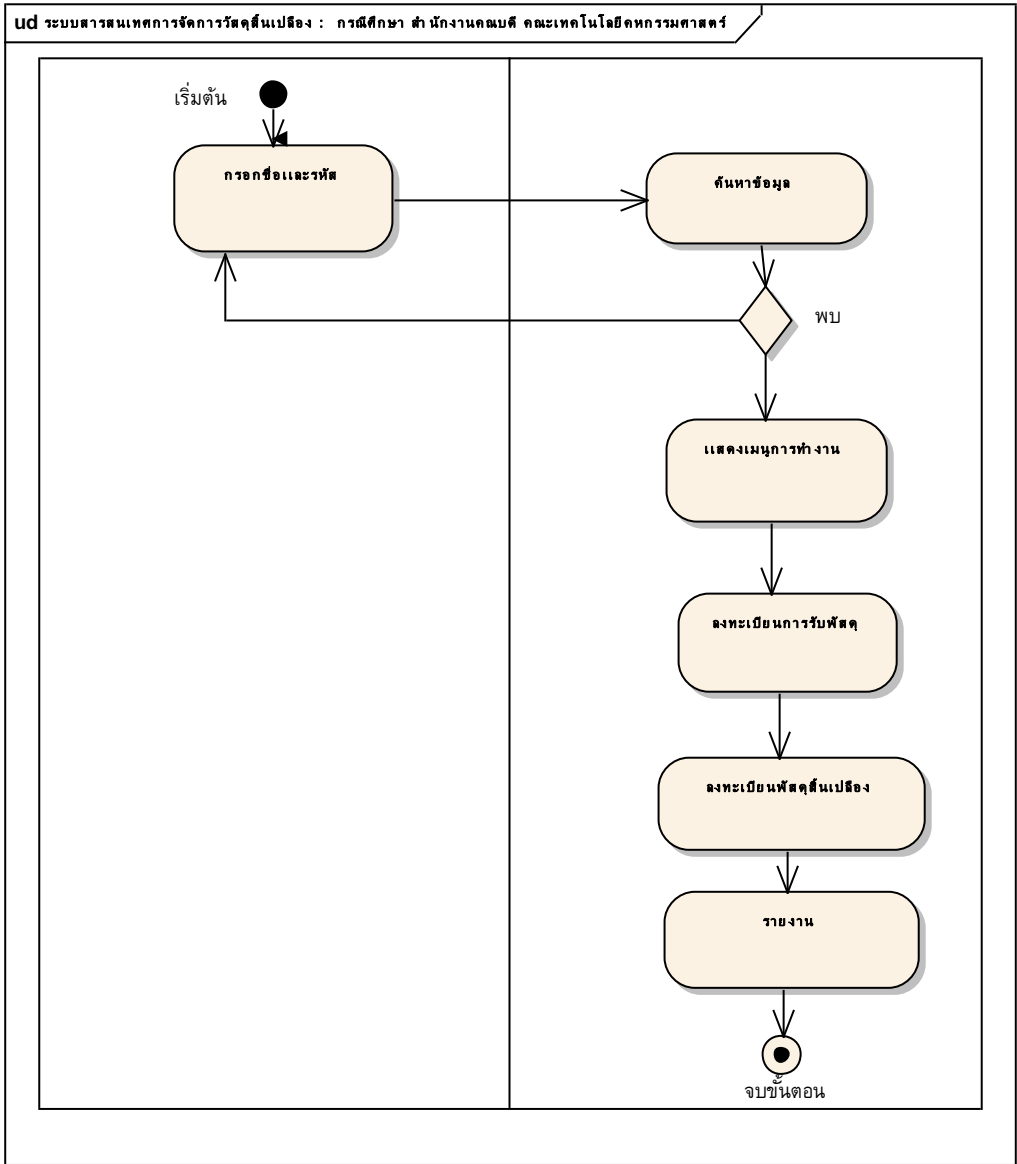 ud ระบบสารสนเทศการจัดการวัสดุสิ้นเปลือง : กรณีศึกษา สำนักงานคณบดี คณะเทคโนโลยีคหกรรมศาสตร์
เริ่มต้น
กรอกชื่อและรหัส
ค้นหาข้อมูล
พบ
แสดงเมนูการทำงาน
ลงทะเบียนการรับพัสดุ
ลงทะเบียนพัสดุสิ้นเปลือง
รายงาน
จบขั้นตอน